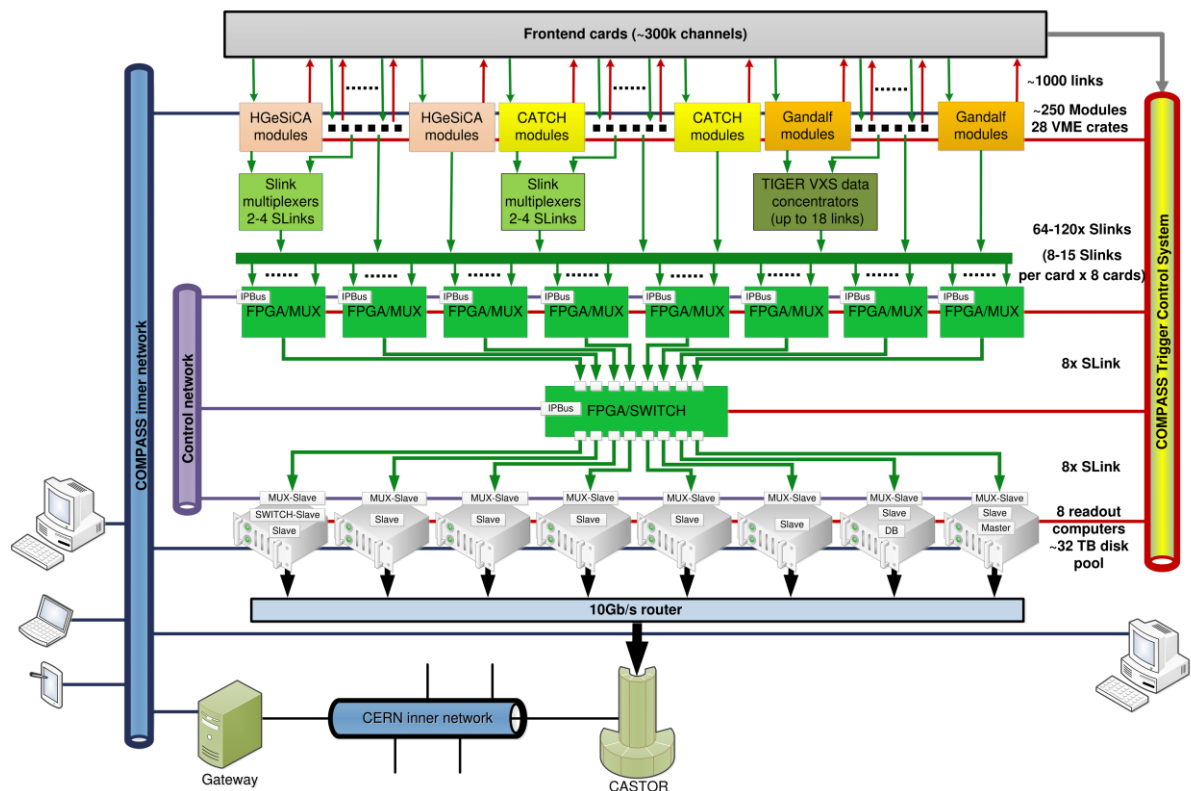 Frontend cards (~300k channels)
~1000 links
HGeSiCA
modules
HGeSiCA
modules
CATCH
modules
CATCH
modules
Gandalf
modules
Gandalf
modules
~250 Modules
28 VME crates
Slink
multiplexers
2-4 SLinks
Slink
multiplexers
2-4 SLinks
TIGER VXS data
concentrators
(up to 18 links)
64-120x Slinks
(8-15 Slinks
per card x 8 cards)
IPBus
FPGA/MUX
IPBus
FPGA/MUX
IPBus
FPGA/MUX
IPBus
FPGA/MUX
IPBus
FPGA/MUX
IPBus
FPGA/MUX
IPBus
FPGA/MUX
IPBus
FPGA/MUX
COMPASS inner network
Control network
COMPASS Trigger Control System
8x SLink
IPBus
FPGA/SWITCH
8x SLink
MUX-Slave
SWITCH-Slave
Slave
MUX-Slave
Slave
MUX-Slave
Slave
MUX-Slave
Slave
MUX-Slave
Slave
MUX-Slave
Slave
MUX-Slave
Slave
DB
MUX-Slave
Slave
Master
8 readout
computers
~32 TB disk
pool
10Gb/s router
CERN inner network
Gateway
CASTOR